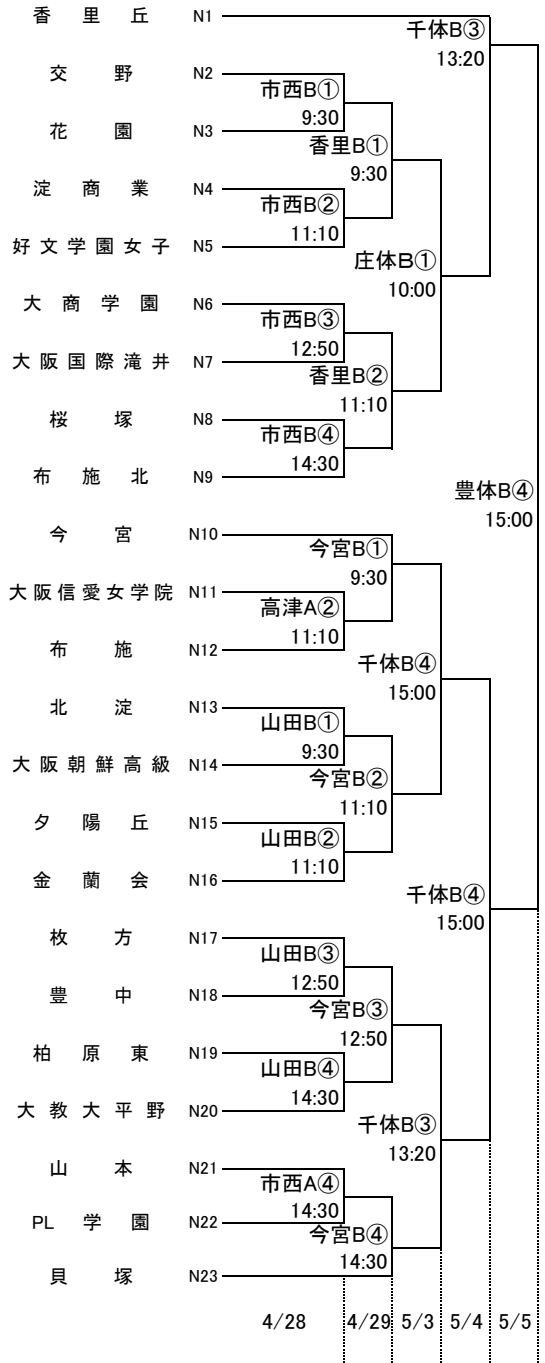 香里丘 N1
千体B③
13:20
交野 N2
市西B①
9:30
花園 N3
香里B①
9:30
淀商業 N4
市西B②
11:10
好文学園女子 N5
庄体B①
10:00
大商学園 N6
市西B③
12:50
大阪国際滝井 N7
香里B②
11:10
桜塚 N8
市西B④
14:30
布施北 N9
豊体B④
15:00
今宮 N10
今宮B①
9:30
大阪信愛女学院 N11
高津A②
11:10
布施 N12
千体B④
15:00
北淀 N13
山田B①
9:30
大阪朝鮮高級 N14
今宮B②
11:10
夕陽丘 N15
山田B②
11:10
金蘭会 N16
千体B④
15:00
枚方 N17
山田B③
12:50
豊中 N18
今宮B③
12:50
柏原東 N19
山田B④
14:30
大教大平野 N20
千体B③
13:20
山本 N21
市西A④
14:30
PL学園 N22
今宮B④
14:30
貝塚 N23
4/28 4/29 5/3 5/4 5/5